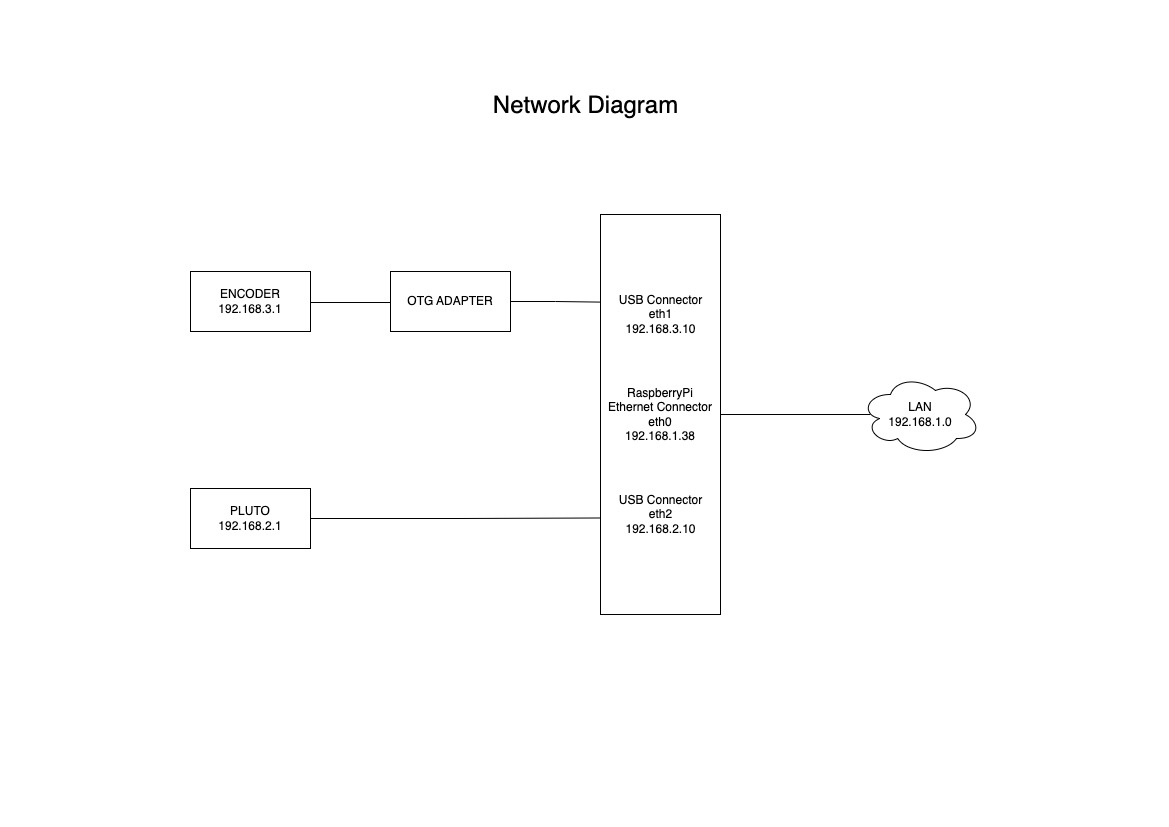 Network Diagram
ENCODER
192.168.3.1
OTG ADAPTER
USB Connector
eth1
192.168.3.10
RaspberryPi
Ethernet Connector
eth0
192.168.1.38
LAN
192.168.1.0
PLUTO
192.168.2.1
USB Connector
eth2
192.168.2.10